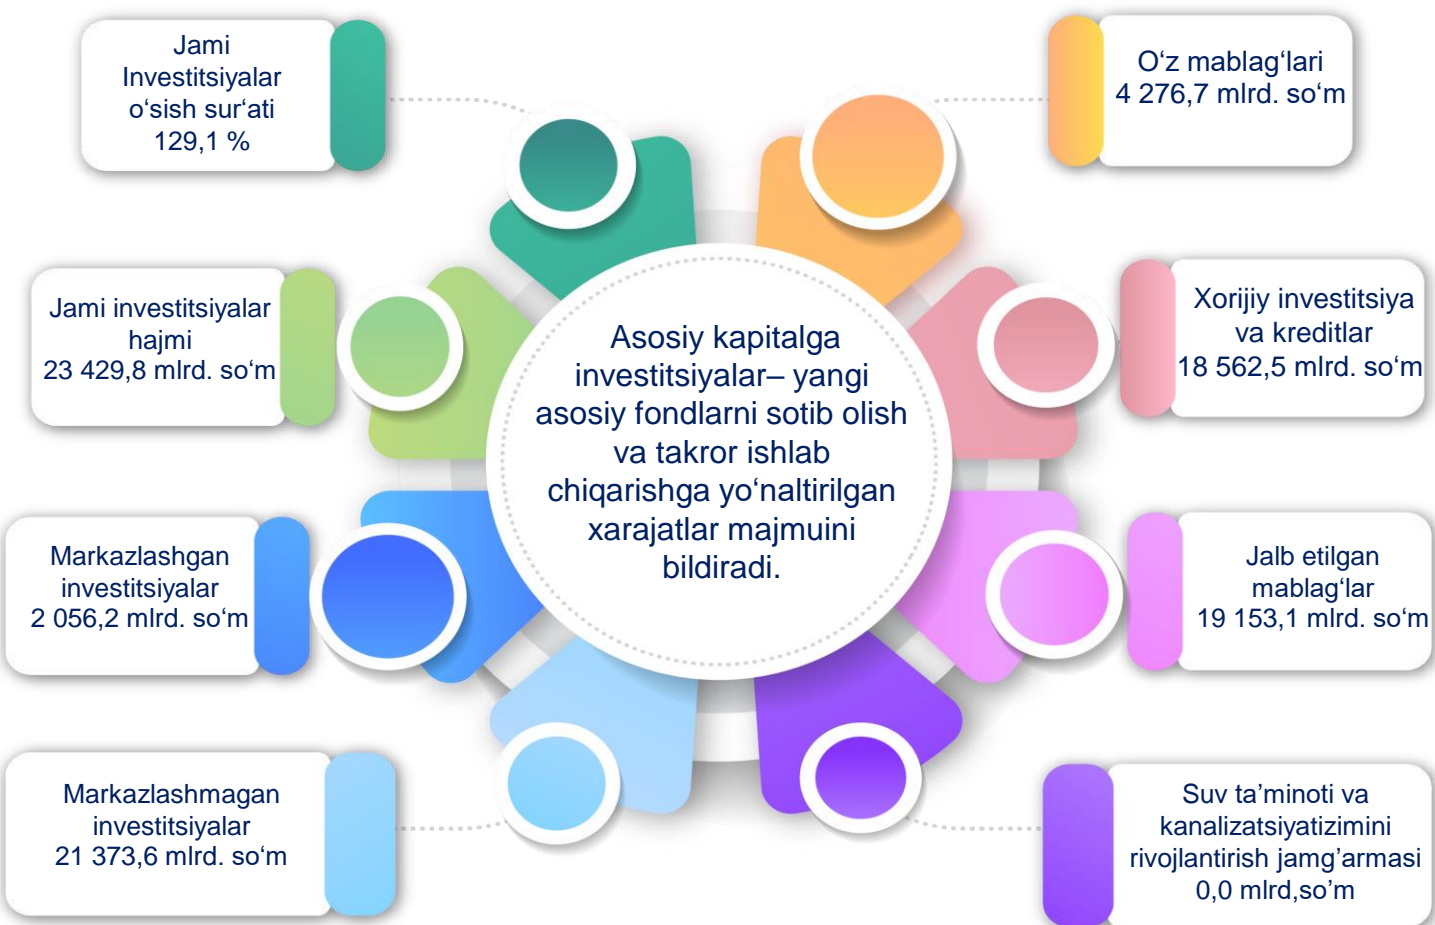 Jami
Investitsiyalar
o‘sish sur‘ati
129,1 %
O‘z mablag‘lari
4 276,7 mlrd. so‘m
Jami investitsiyalar
hajmi
23 429,8 mlrd. so‘m
Xorijiy investitsiya
va kreditlar
18 562,5 mlrd. so‘m
Asosiy kapitalga
investitsiyalar– yangi
asosiy fondlarni sotib olish
va takror ishlab
chiqarishga yo‘naltirilgan
xarajatlar majmuini
bildiradi.
Markazlashgan
investitsiyalar
2 056,2 mlrd. so‘m
Jalb etilgan
mablag‘lar
19 153,1 mlrd. so‘m
Markazlashmagan
investitsiyalar
21 373,6 mlrd. so‘m
Suv ta’minoti va
kanalizatsiyatizimini
rivojlantirish jamg’armasi
0,0 mlrd,so’m